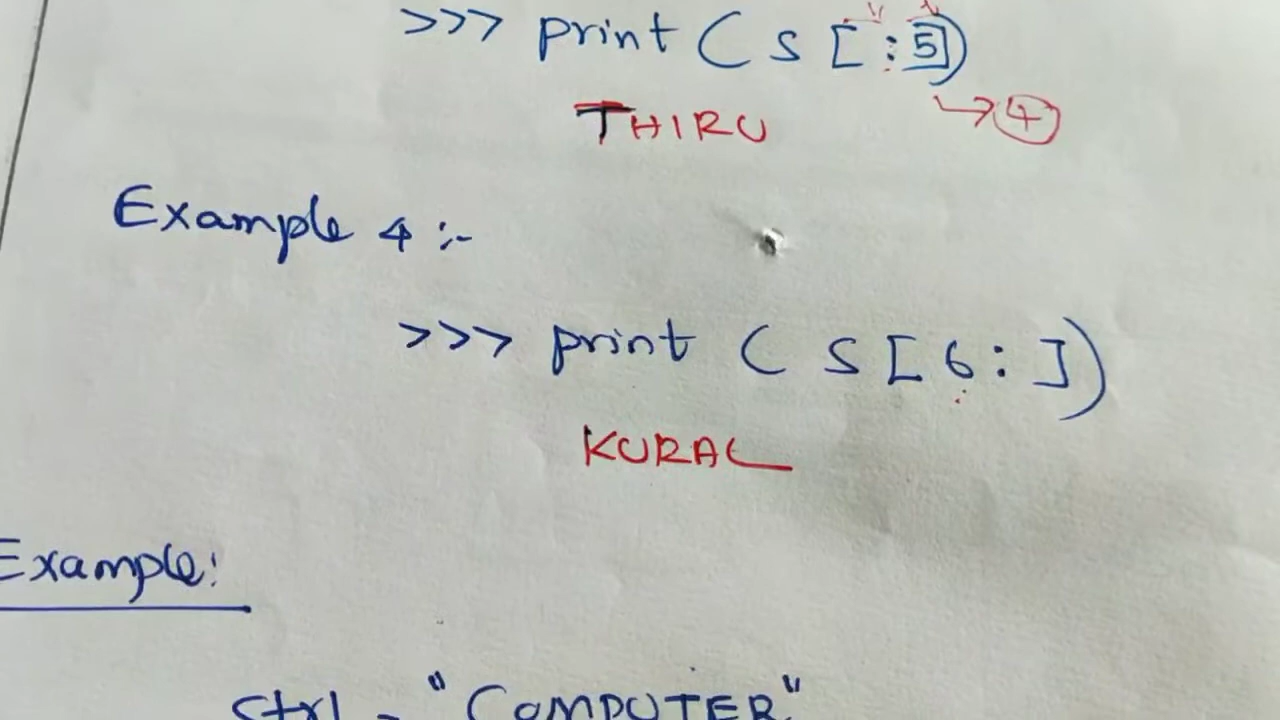 >>> print ( s [ :5])
→ 4
THIRU
Example 4 :-
>>> print ( s [ 6 : ])
KURAL
Example:
str1 = "COMPUTER"